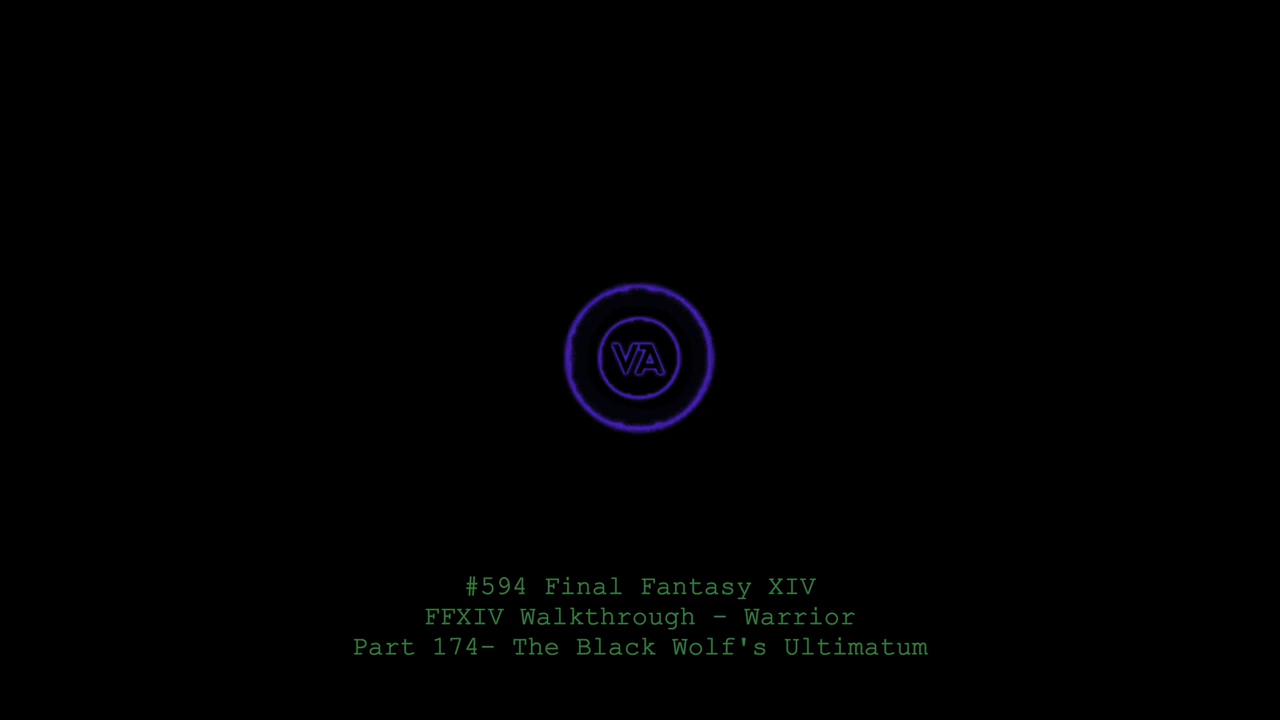 VA
#594 Final Fantasy XIV
FFXIV Walkthrough - Warrior
Part 174- The Black Wolf's Ultimatum